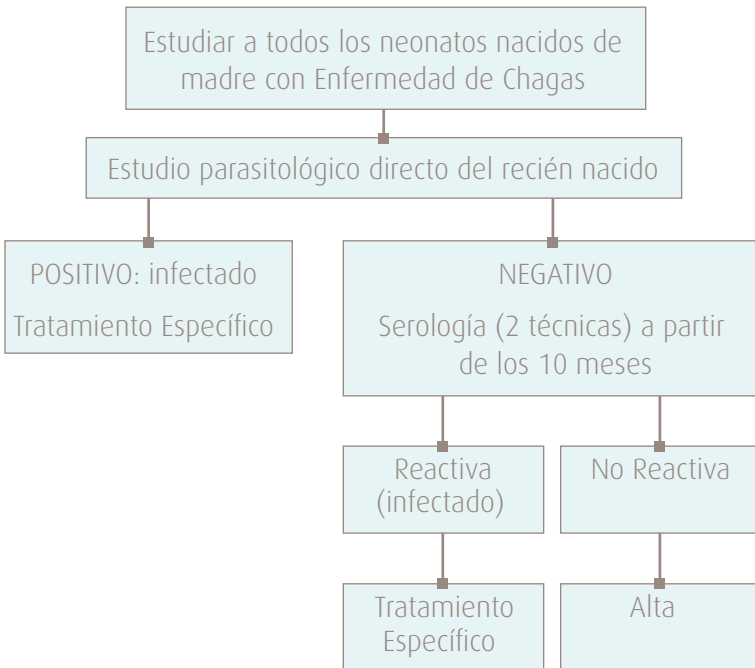 Estudiar a todos los neonatos nacidos de
madre con Enfermedad de Chagas
Estudio parasitológico directo del recién nacido
POSITIVO: infectado
Tratamiento Específico
NEGATIVO
Serología (2 técnicas) a partir
de los 10 meses
Reactiva
(infectado)
No Reactiva
Tratamiento
Específico
Alta